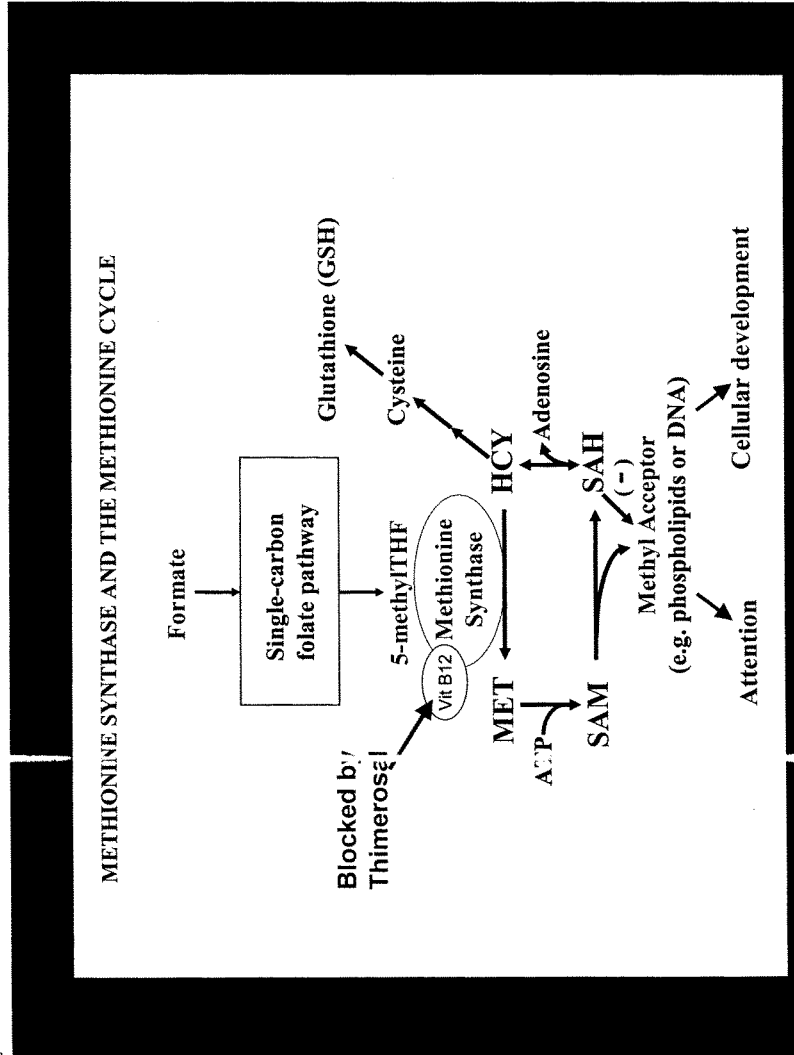 METHIONINE SYNTHASE AND THE METHIONINE CYCLE
Formate
Single-carbon
folate pathway
Glutathione (GSH)
Cysteine
5-methylTHF
Blocked by
Thimerosal
Vit B12
Methionine
Synthase
MET
HCY
ATP
Adenosine
SAM
SAH
(-)
Methyl Acceptor
(e.g. phospholipids or DNA)
Attention
Cellular development